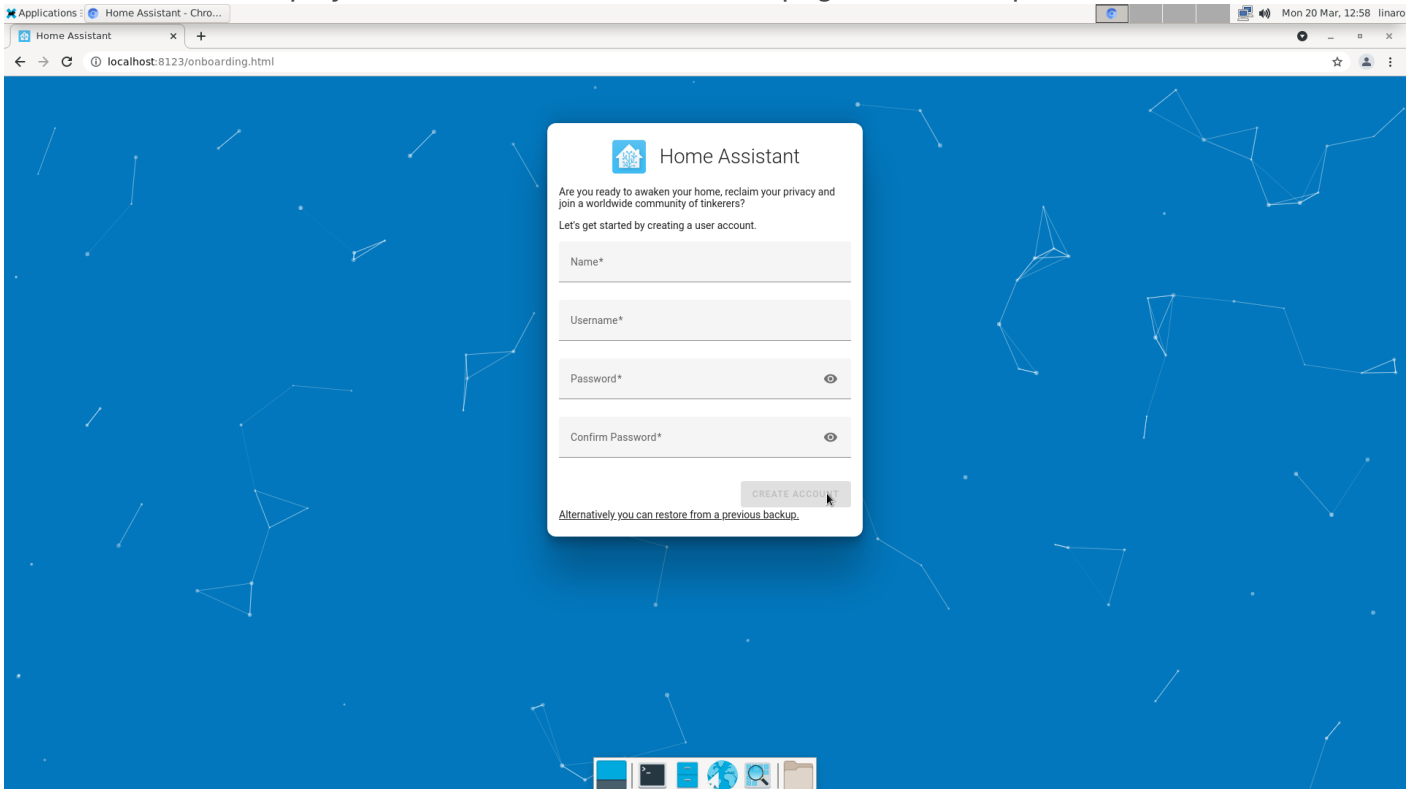 Applications
Home Assistant - Chro...
Mon 20 Mar, 12:58
linaro
Home Assistant
localhost:8123/onboarding.html
Home Assistant
Are you ready to awaken your home, reclaim your privacy and
join a worldwide community of tinkerers?
Let's get started by creating a user account.
Name*
Username*
Password*
Confirm Password*
CREATE ACCOUNT
Alternatively you can restore from a previous backup.